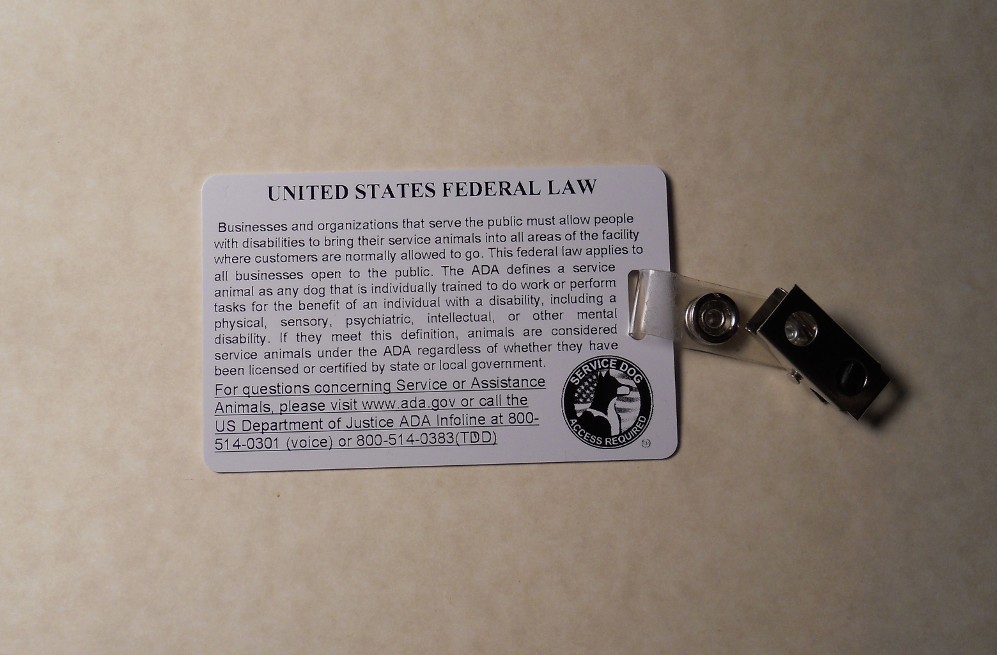 UNITED STATES FEDERAL LAW
Businesses and organizations that serve the public must allow people
with disabilities to bring their service animals into all areas of the facility
where customers are normally allowed to go. This federal law applies to
all businesses open to the public. The ADA defines a service
animal as any dog that is individually trained to do work or perform
tasks for the benefit of an individual with a disability, including a
physical, sensory, psychiatric, intellectual, or other mental
disability. If they meet this definition, animals are considered
service animals under the ADA regardless of whether they have
been licensed or certified by state or local government.
For questions concerning Service or Assistance
Animals, please visit www.ada.gov or call the
US Department of Justice ADA Infoline at 800-
514-0301 (voice) or 800-514-0383(TDD)
SERVICE DOG
ACCESS REQUIRED